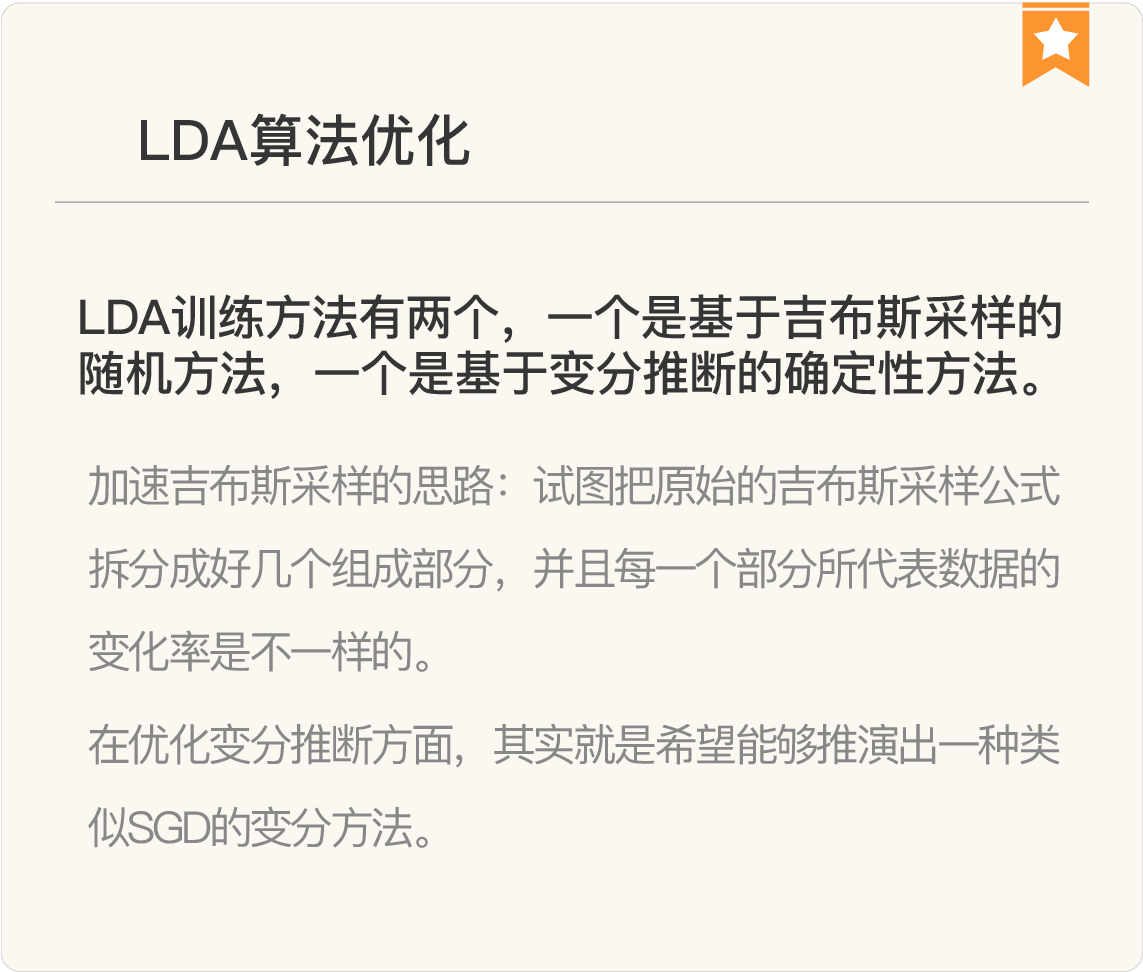 LDA算法优化
LDA训练方法有两个，一个是基于吉布斯采样的
随机方法，一个是基于变分推断的确定性方法。
加速吉布斯采样的思路：试图把原始的吉布斯采样公式
拆分成好几个组成部分，并且每一个部分所代表数据的
变化率是不一样的。
在优化变分推断方面，其实就是希望能够推演出一种类
似SGD的变分方法。